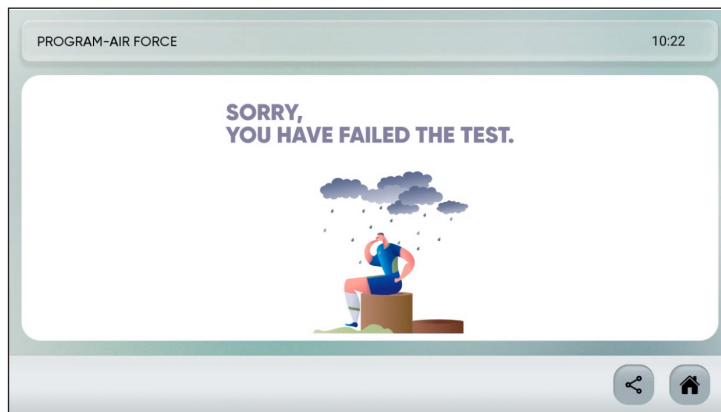 PROGRAM-AIR FORCE 10:22
SORRY,
YOU HAVE FAILED THE TEST.